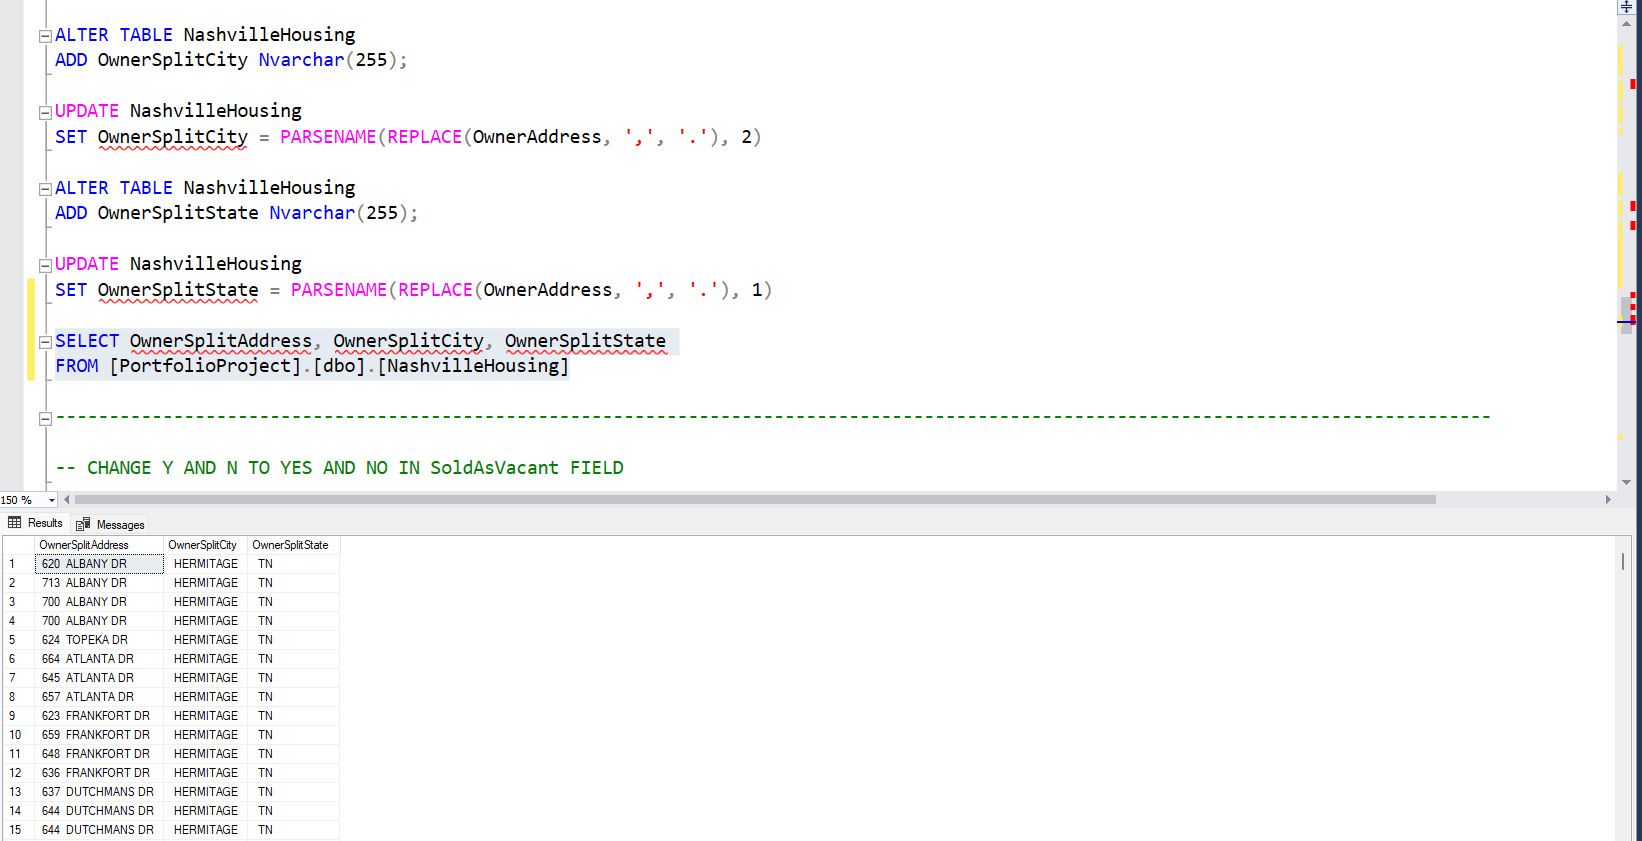 ALTER TABLE NashvilleHousing
ADD OwnerSplitCity Nvarchar(255);
UPDATE NashvilleHousing
SET OwnerSplitCity = PARSENAME(REPLACE(OwnerAddress, ',', '.'), 2)
ALTER TABLE NashvilleHousing
ADD OwnerSplitState Nvarchar(255);
UPDATE NashvilleHousing
SET OwnerSplitState = PARSENAME(REPLACE(OwnerAddress, ',', '.'), 1)
SELECT OwnerSplitAddress, OwnerSplitCity, OwnerSplitState
FROM [PortfolioProject].[dbo].[NashvilleHousing]
--------------------------------------------------------------------------------------------------------------------------------------
-- CHANGE Y AND N TO YES AND NO IN SoldAsVacant FIELD
150 %
Results Messages
OwnerSplitAddress OwnerSplitCity OwnerSplitState
1 620 ALBANY DR HERMITAGE TN
2 713 ALBANY DR HERMITAGE TN
3 700 ALBANY DR HERMITAGE TN
4 700 ALBANY DR HERMITAGE TN
5 624 TOPEKA DR HERMITAGE TN
6 664 ATLANTA DR HERMITAGE TN
7 645 ATLANTA DR HERMITAGE TN
8 657 ATLANTA DR HERMITAGE TN
9 623 FRANKFORT DR HERMITAGE TN
10 659 FRANKFORT DR HERMITAGE TN
11 648 FRANKFORT DR HERMITAGE TN
12 636 FRANKFORT DR HERMITAGE TN
13 637 DUTCHMANS DR HERMITAGE TN
14 644 DUTCHMANS DR HERMITAGE TN
15 644 DUTCHMANS DR HERMITAGE TN